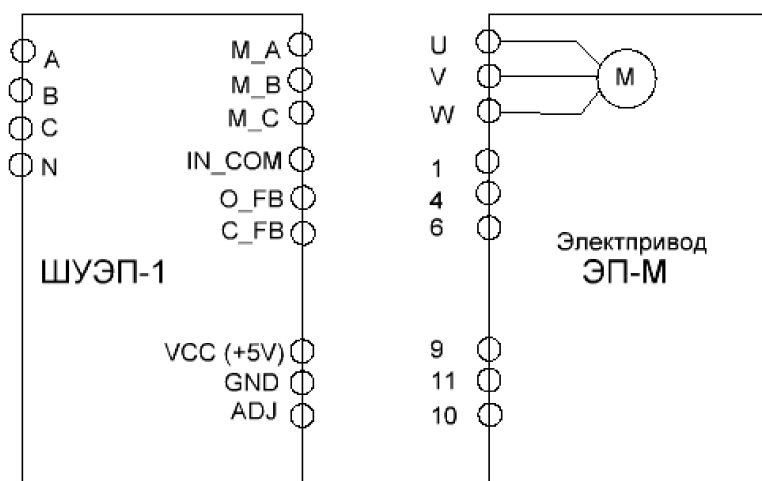 A
B
C
N
ШУЭП-1
M_A
M_B
M_C
IN_COM
O_FB
C_FB
VCC (+5V)
GND
ADJ
U
V
W
1
4
6
9
11
10
M
Электпривод
ЭП-М